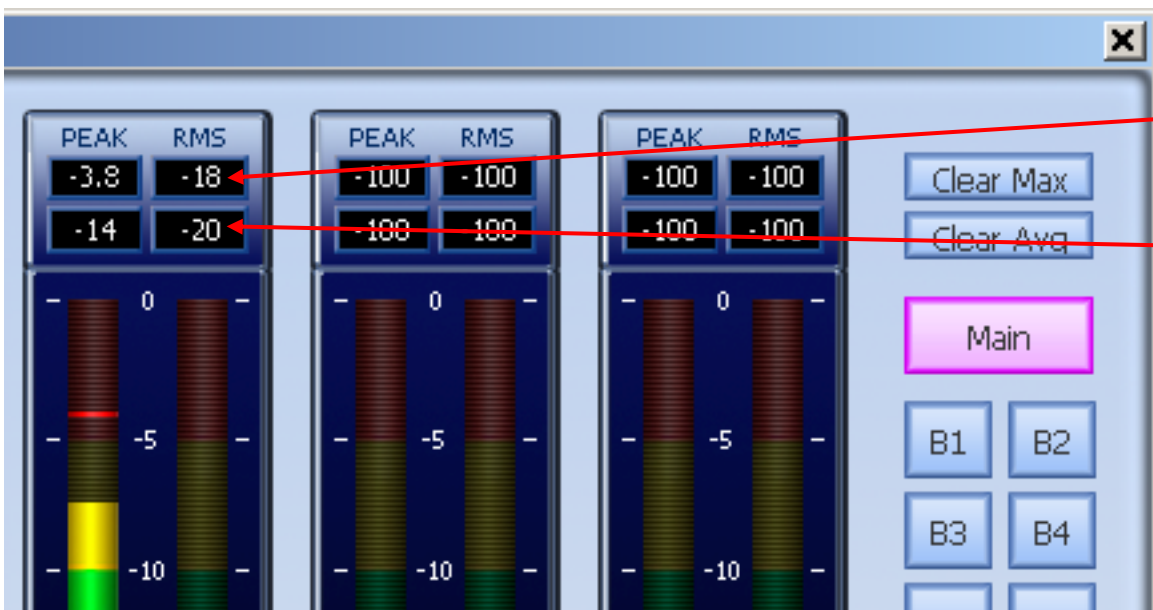 PEAK RMS PEAK RMS PEAK RMS
-3.8 -18 -100 -100 -100 -100 Clear Max
-14 -20 -100 -100 -100 -100 Clear Avg
0 0 0 Main
-5 -5 -5 B1 B2
B3 B4
-10 -10 -10